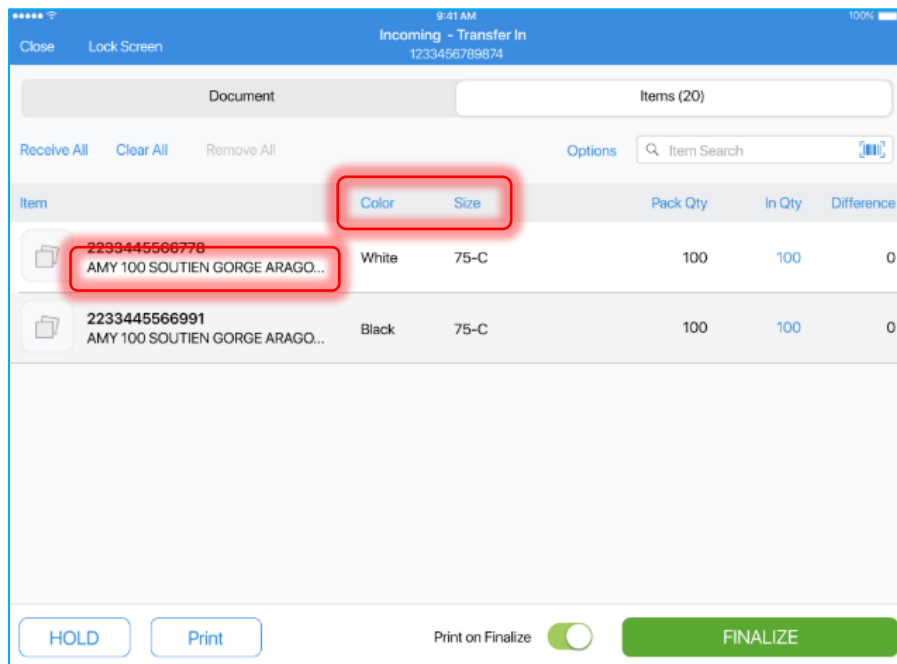 9:41 AM
100%
Close
Lock Screen
Incoming - Transfer In
1233456789874
Document
Items (20)
Receive All
Clear All
Remove All
Options
Item Search
Item
Color
Size
Pack Qty
In Qty
Difference
2233445566778
AMY 100 SOUTIEN GORGE ARAGO...
White
75-C
100
100
0
2233445566991
AMY 100 SOUTIEN GORGE ARAGO...
Black
75-C
100
100
0
HOLD
Print
Print on Finalize
FINALIZE